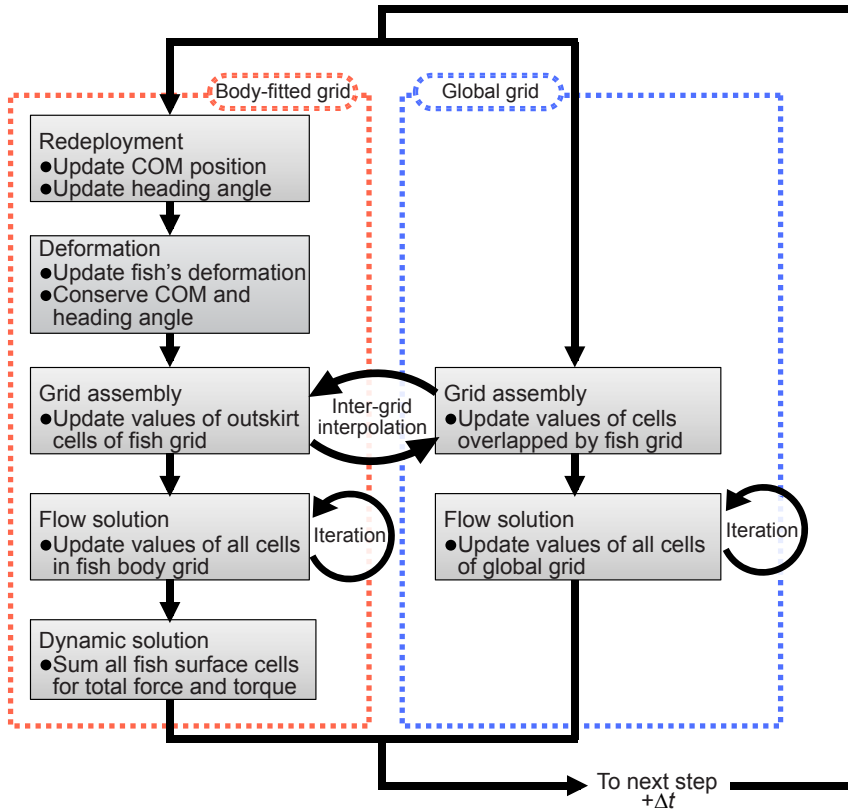 Body-fitted grid
Global grid
Redeployment
●Update COM position
●Update heading angle
Deformation
●Update fish's deformation
●Conserve COM and
heading angle
Grid assembly
●Update values of outskirt
cells of fish grid
Inter-grid
interpolation
Grid assembly
●Update values of cells
overlapped by fish grid
Flow solution
●Update values of all cells
in fish body grid
Iteration
Flow solution
●Update values of all cells
of global grid
Iteration
Dynamic solution
●Sum all fish surface cells
for total force and torque
To next step
+Δt